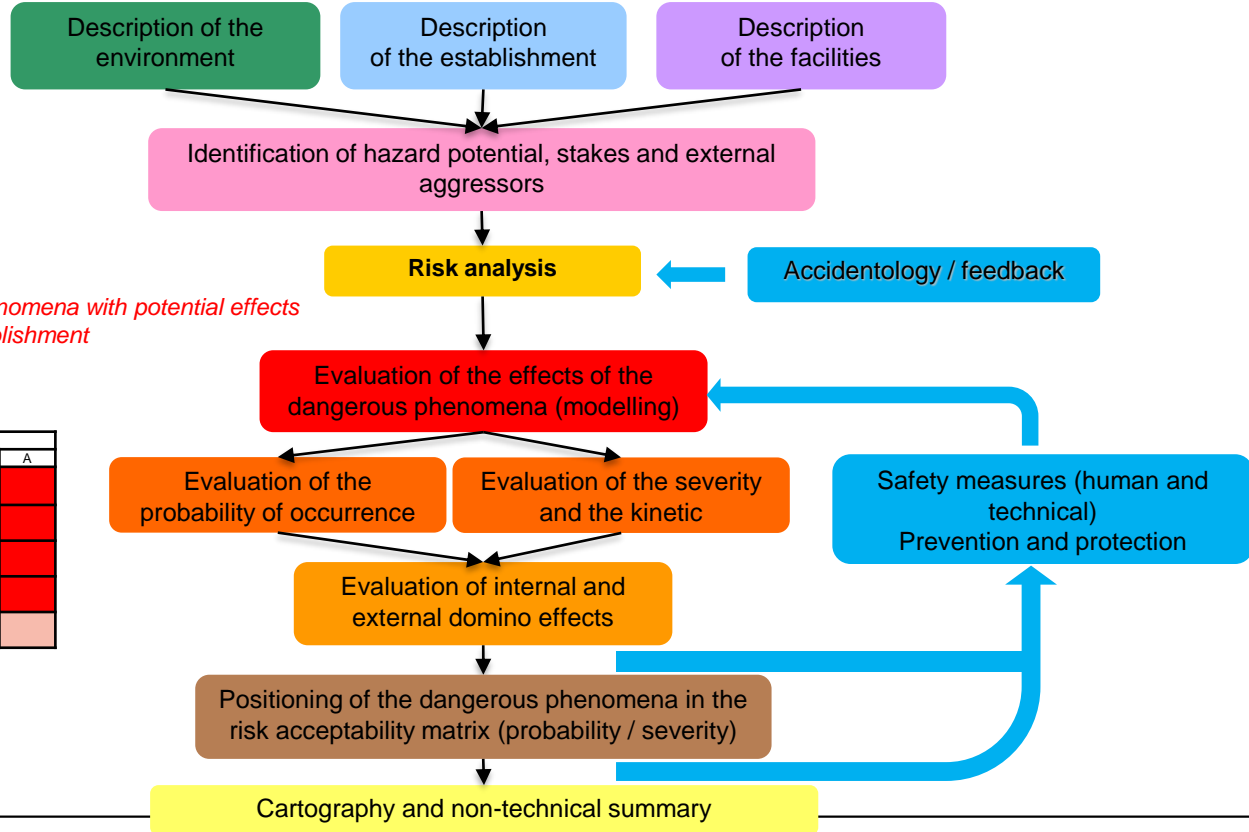 Description of the
environment
Description
of the establishment
Description
of the facilities
Identification of hazard potential, stakes and external
aggressors
Risk analysis
Accidentology / feedback
nomena with potential effects
blishment
Evaluation of the effects of the
dangerous phenomena (modelling)
A
Evaluation of the
probability of occurrence
Evaluation of the severity
and the kinetic
Safety measures (human and
technical)
Prevention and protection
Evaluation of internal and
external domino effects
Positioning of the dangerous phenomena in the
risk acceptability matrix (probability / severity)
Cartography and non-technical summary